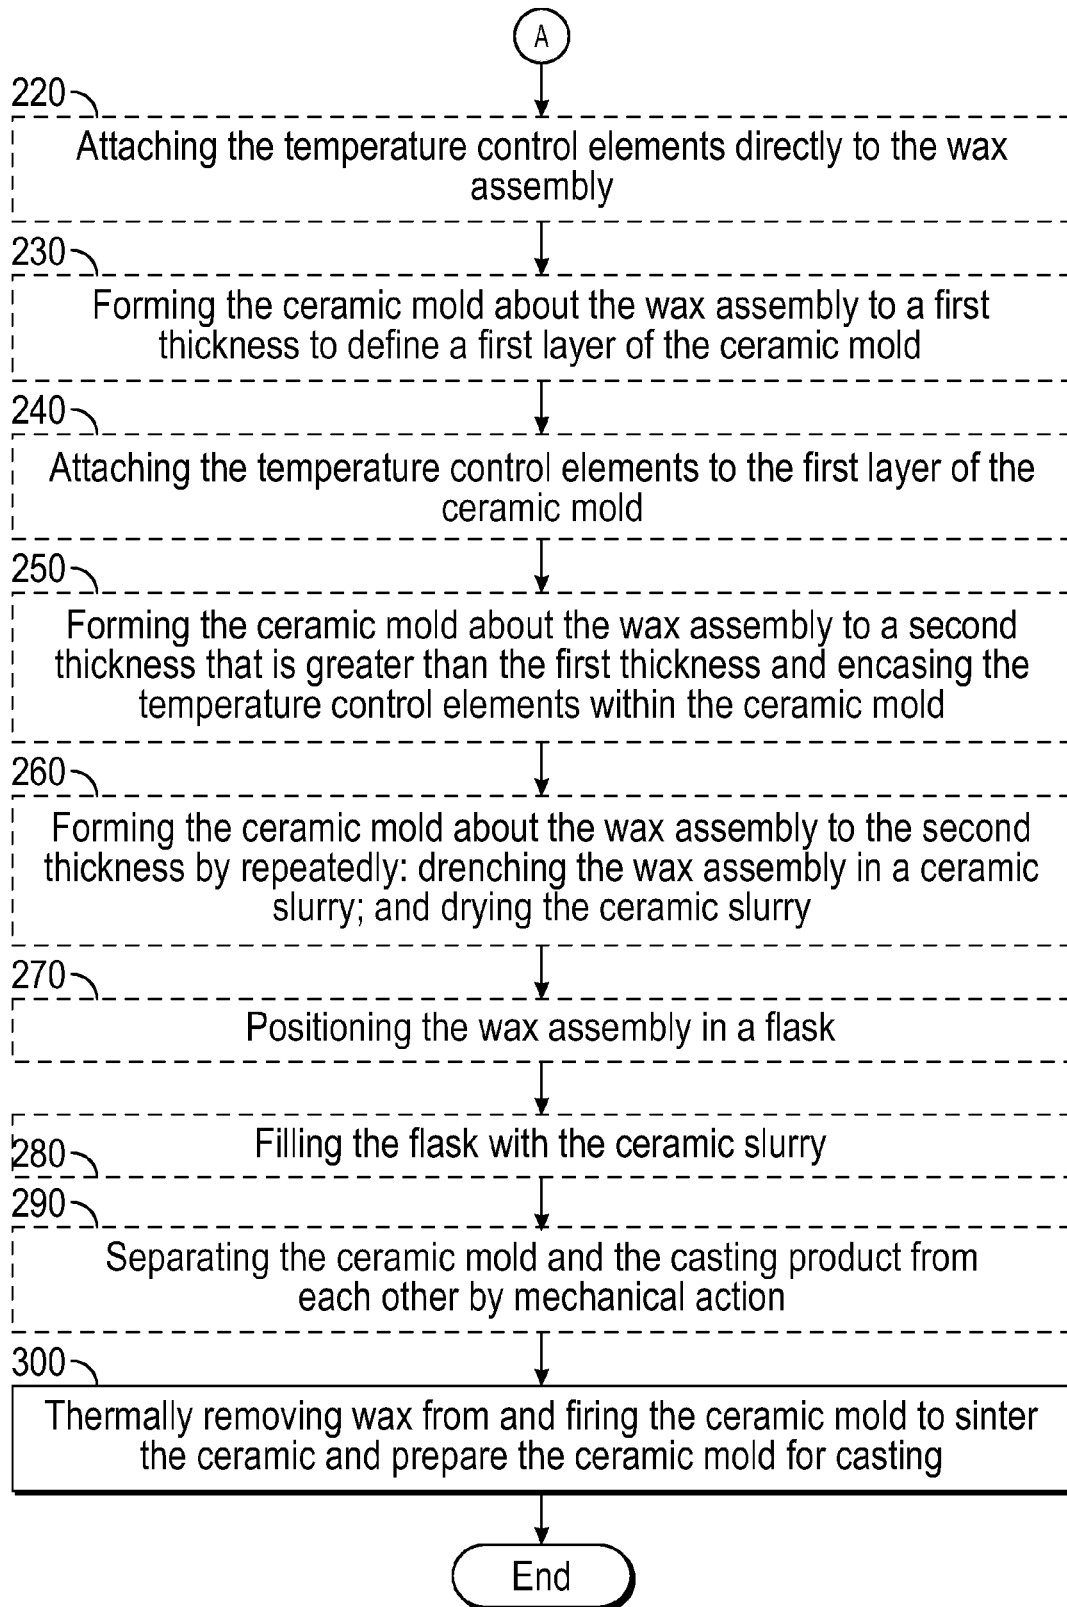 A
220
Attaching the temperature control elements directly to the wax
assembly
230
Forming the ceramic mold about the wax assembly to a first
thickness to define a first layer of the ceramic mold
240
Attaching the temperature control elements to the first layer of the
ceramic mold
250
Forming the ceramic mold about the wax assembly to a second
thickness that is greater than the first thickness and encasing the
temperature control elements within the ceramic mold
260
Forming the ceramic mold about the wax assembly to the second
thickness by repeatedly: drenching the wax assembly in a ceramic
slurry; and drying the ceramic slurry
270
Positioning the wax assembly in a flask
280
Filling the flask with the ceramic slurry
290
Separating the ceramic mold and the casting product from
each other by mechanical action
300
Thermally removing wax from and firing the ceramic mold to sinter
the ceramic and prepare the ceramic mold for casting
End